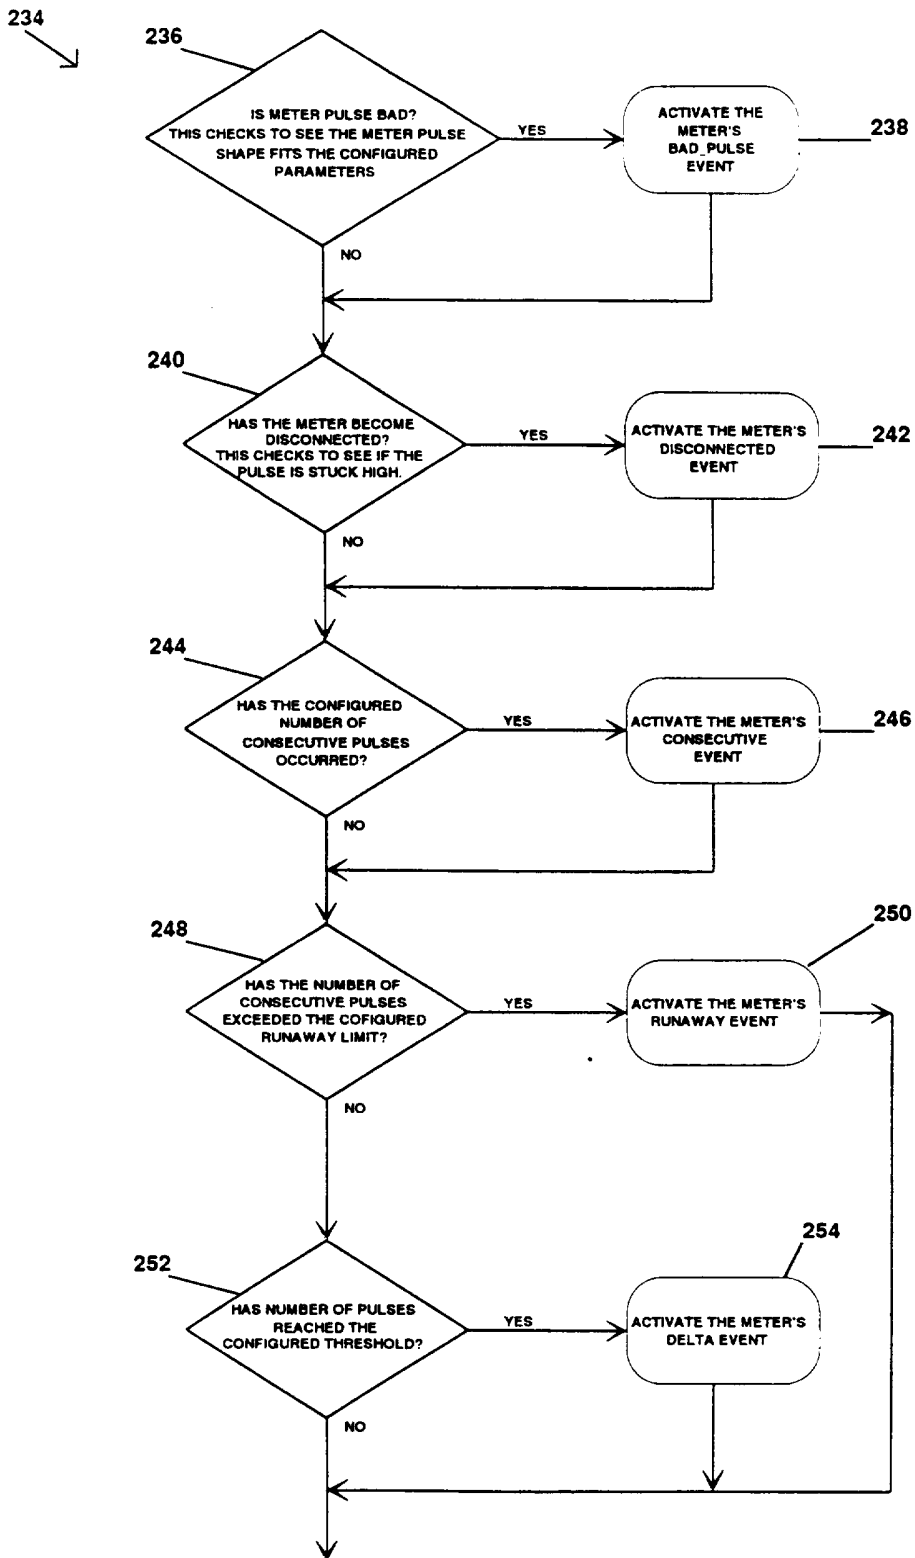 234
236
IS METER PULSE BAD?
THIS CHECKS TO SEE THE METER PULSE
SHAPE FITS THE CONFIGURED
PARAMETERS
YES
ACTIVATE THE
METER'S
BAD_PULSE
EVENT
238
NO
240
HAS THE METER BECOME
DISCONNECTED?
THIS CHECKS TO SEE IF THE
PULSE IS STUCK HIGH.
YES
ACTIVATE THE METER'S
DISCONNECTED
EVENT
242
NO
244
HAS THE CONFIGURED
NUMBER OF
CONSECUTIVE PULSES
OCCURRED?
YES
ACTIVATE THE METER'S
CONSECUTIVE
EVENT
246
NO
248
HAS THE NUMBER OF
CONSECUTIVE PULSES
EXCEEDED THE COFIGURED
RUNAWAY LIMIT?
YES
ACTIVATE THE METER'S
RUNAWAY EVENT
250
NO
252
HAS NUMBER OF PULSES
REACHED THE
CONFIGURED THRESHOLD?
YES
254
ACTIVATE THE METER'S
DELTA EVENT
NO